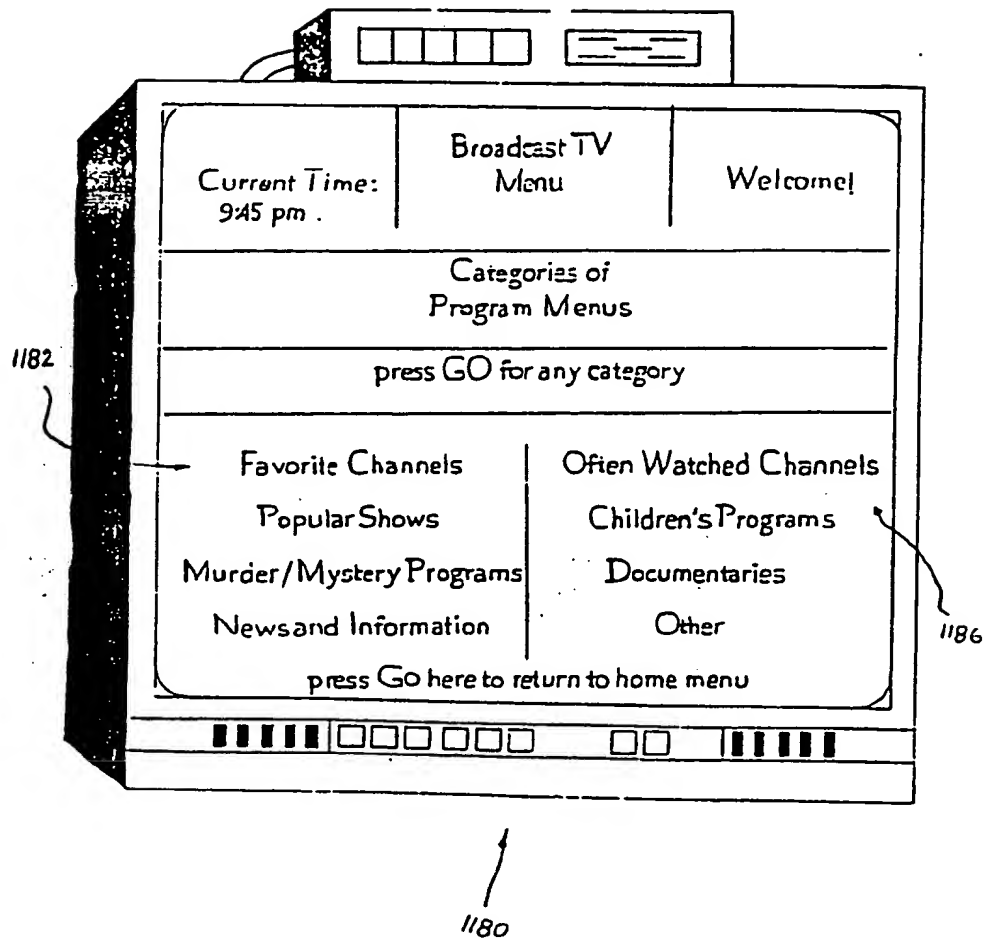 Broadcast TV
Menu
Current Time:
9:45 pm .
Welcome!
Categories of
Program Menus
press GO for any category
1182
Favorite Channels
Often Watched Channels
Popular Shows
Children's Programs
Murder/Mystery Programs
Documentaries
News and Information
Other
1186
press Go here to return to home menu
1180